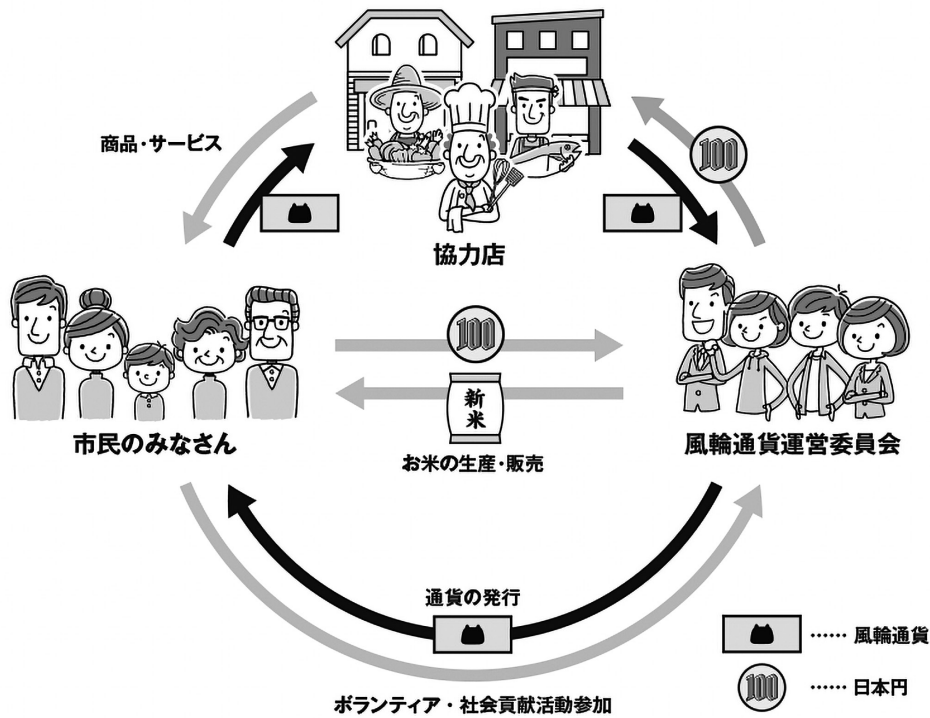 商品・サービス
100
協力店
100
新米
市民のみなさん
お米の生産・販売
風輪通貨運営委員会
通貨の発行
……風輪通貨
100
……日本円
ボランティア・社会貢献活動参加